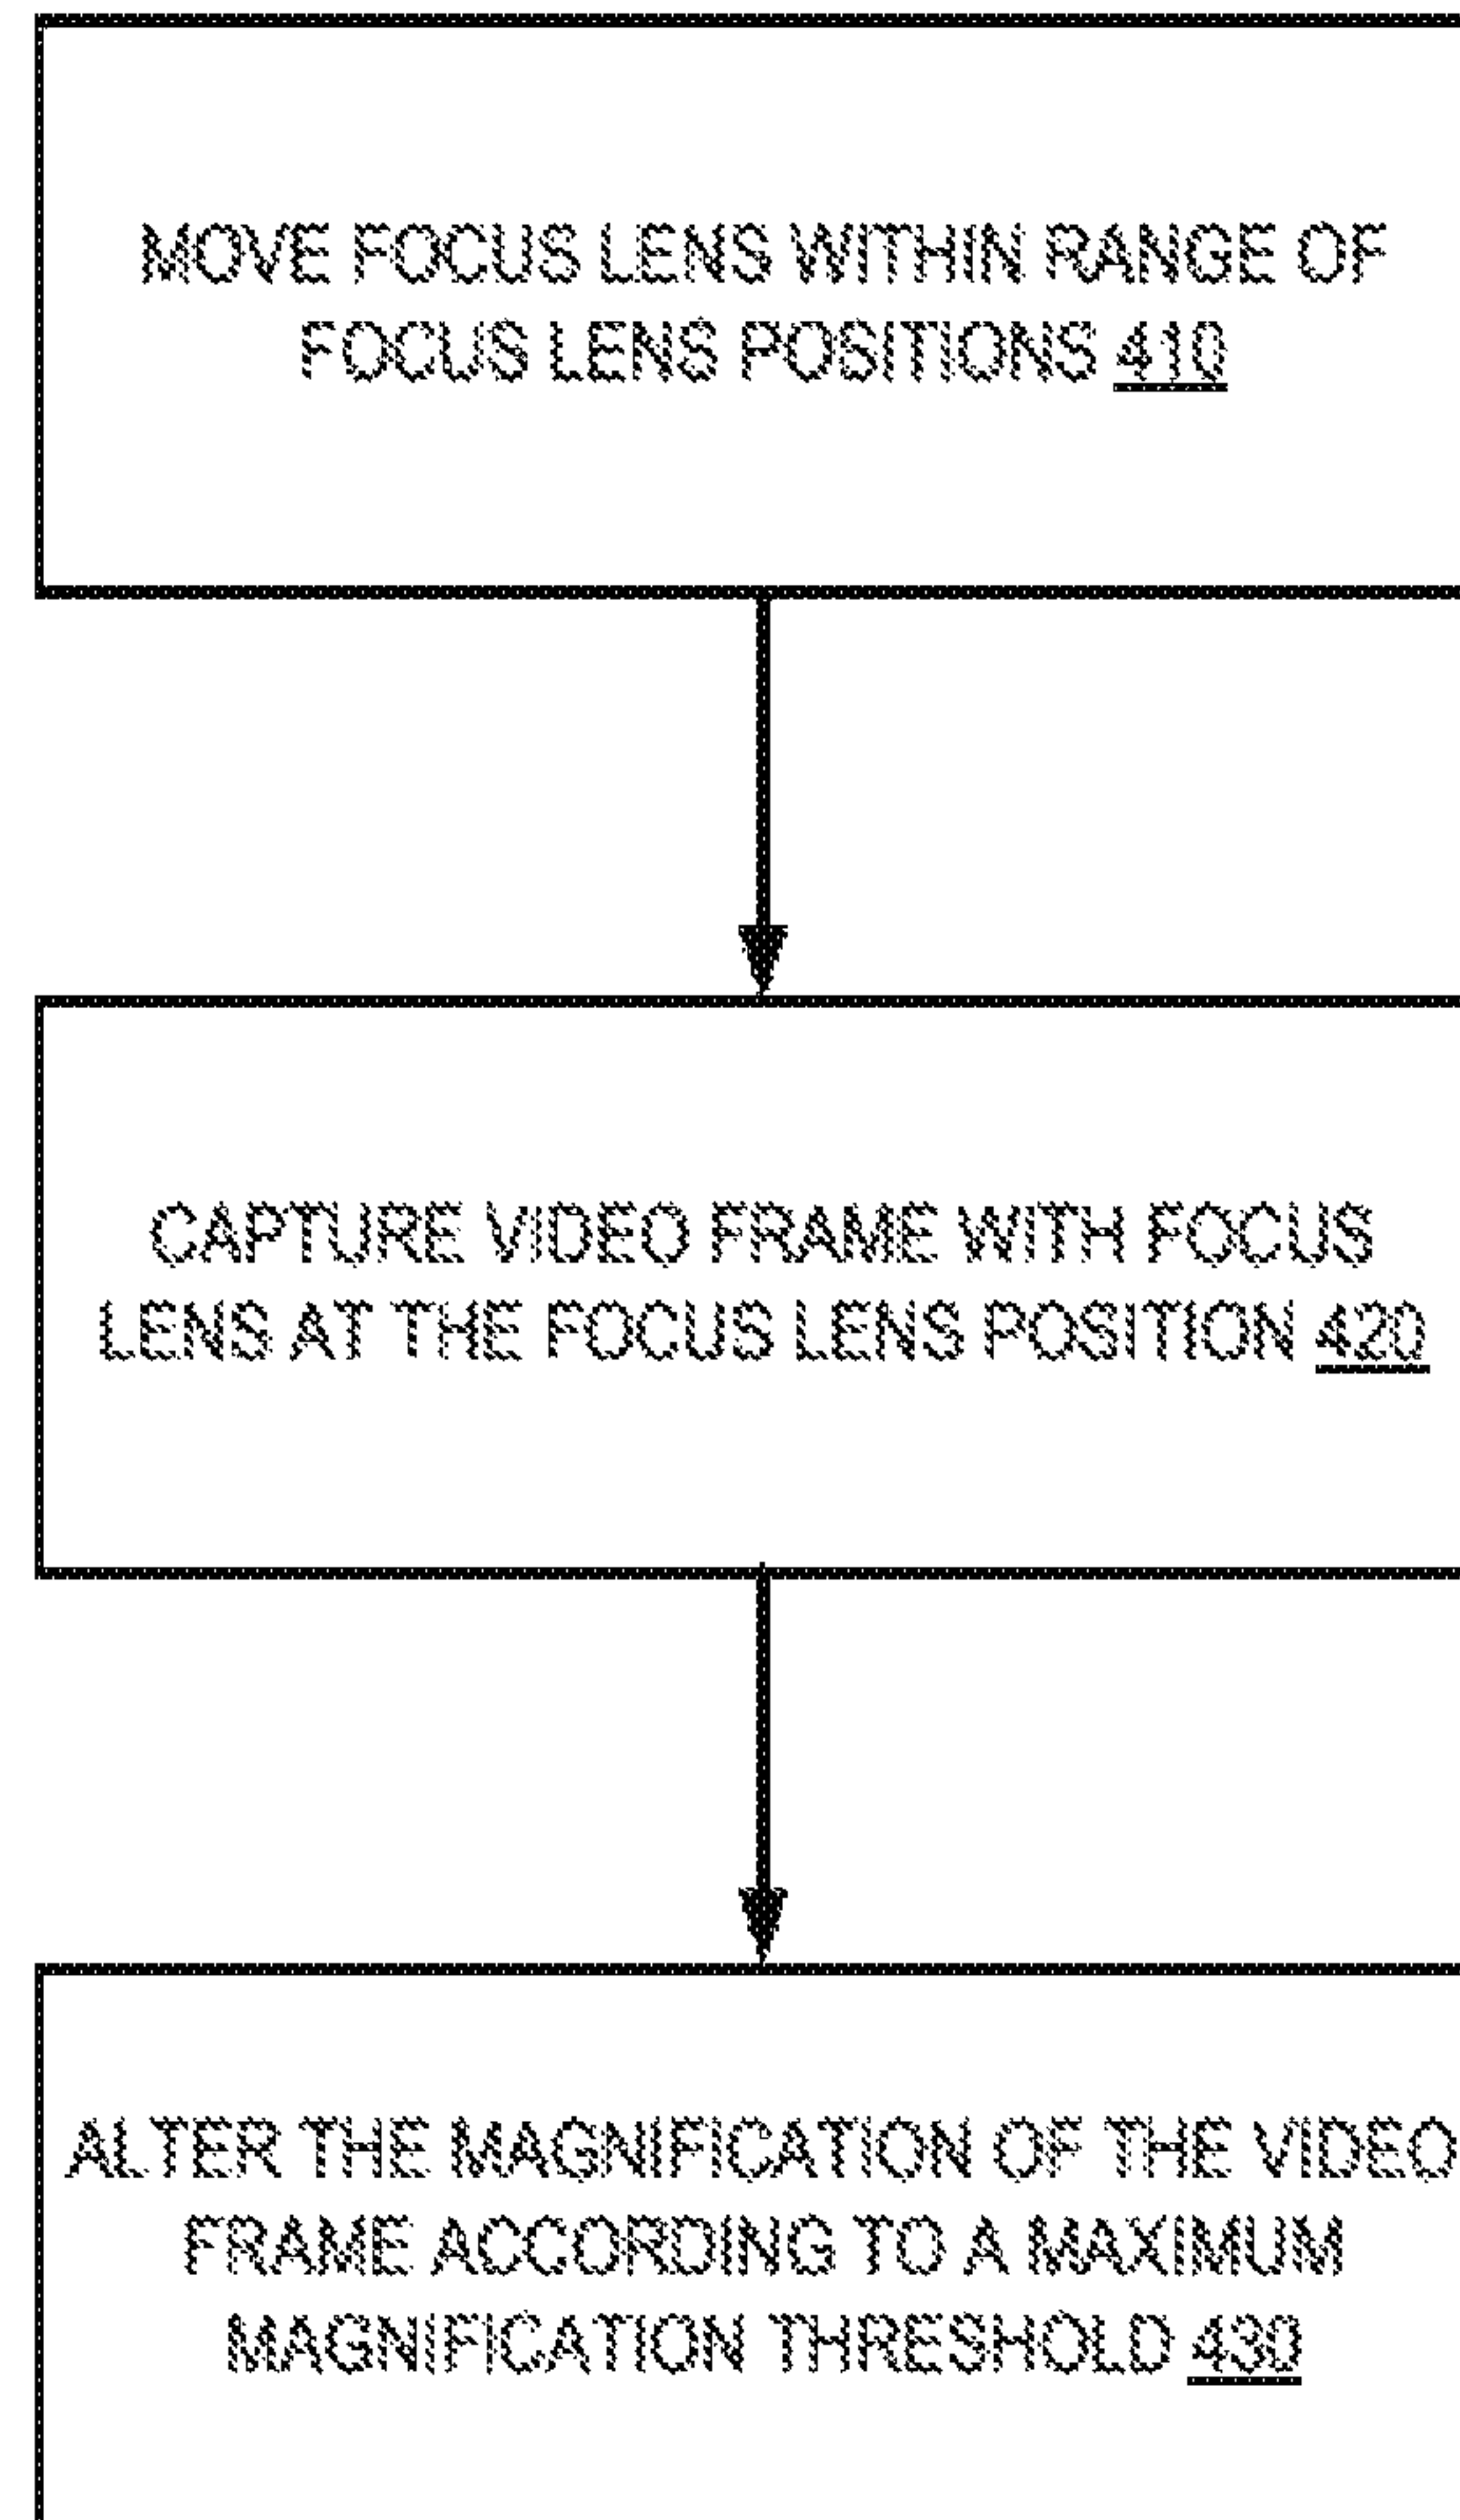 MOVE FOCUS LENS WITHIN RANGE OF
FOCUS LENS POSITIONS 410
CAPTURE VIDEO FRAME WITH FOCUS
LENS AT THE FOCUS LENS POSITION 420
ALTER THE MAGNIFICATION OF THE VIDEO
FRAME ACCORDING TO A MAXIMUM
MAGNIFICATION THRESHOLD 430